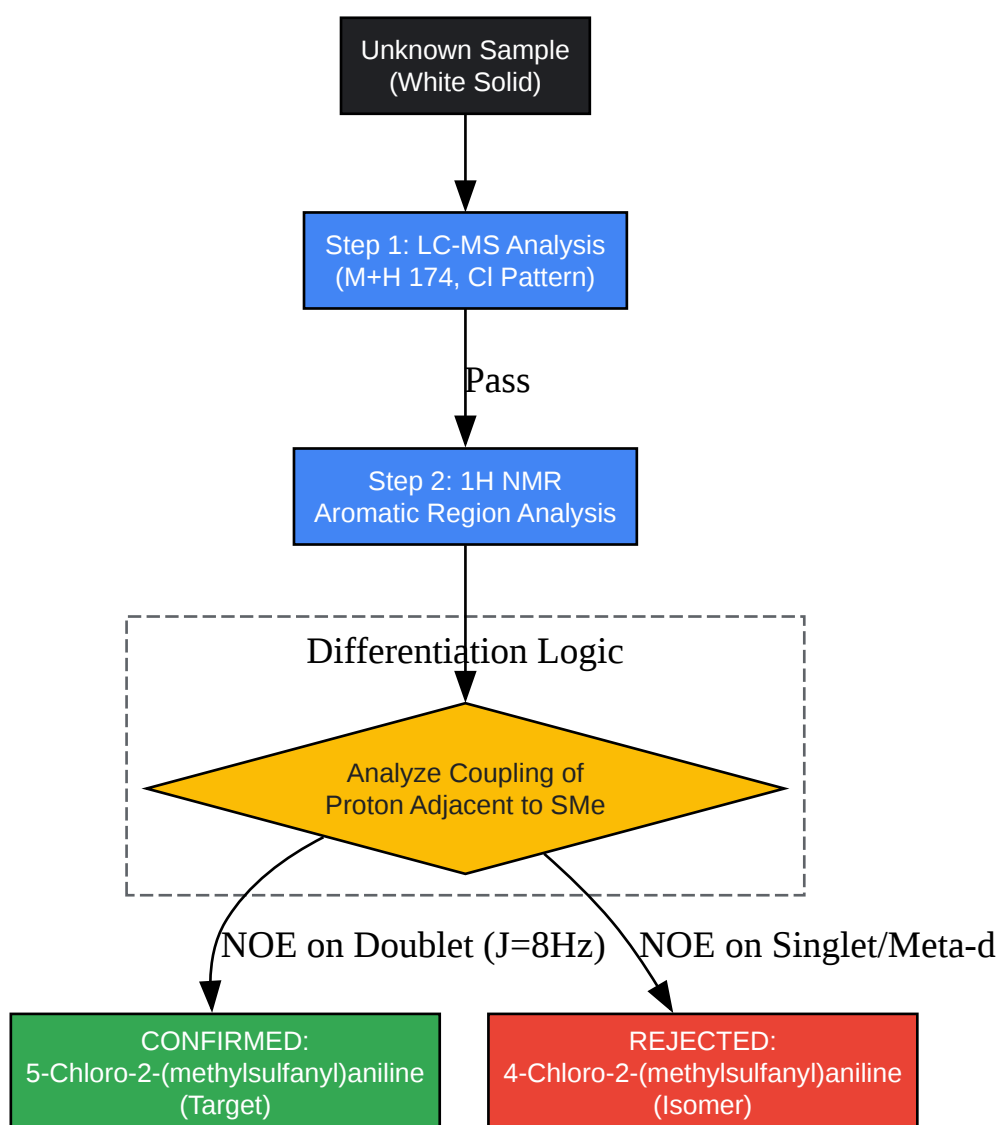 Unknown Sample
(White Solid)
Step 1: LC-MS Analysis
(M+H 174, Cl Pattern)
Pass
Step 2: 1H NMR
Aromatic Region Analysis
Differentiation Logic
Analyze Coupling of
Proton Adjacent to SMe
NOE on Doublet (J=8Hz)
NOE on Singlet/Meta-d
CONFIRMED:
5-Chloro-2-(methylsulfanyl)aniline
(Target)
REJECTED:
4-Chloro-2-(methylsulfanyl)aniline
(Isomer)